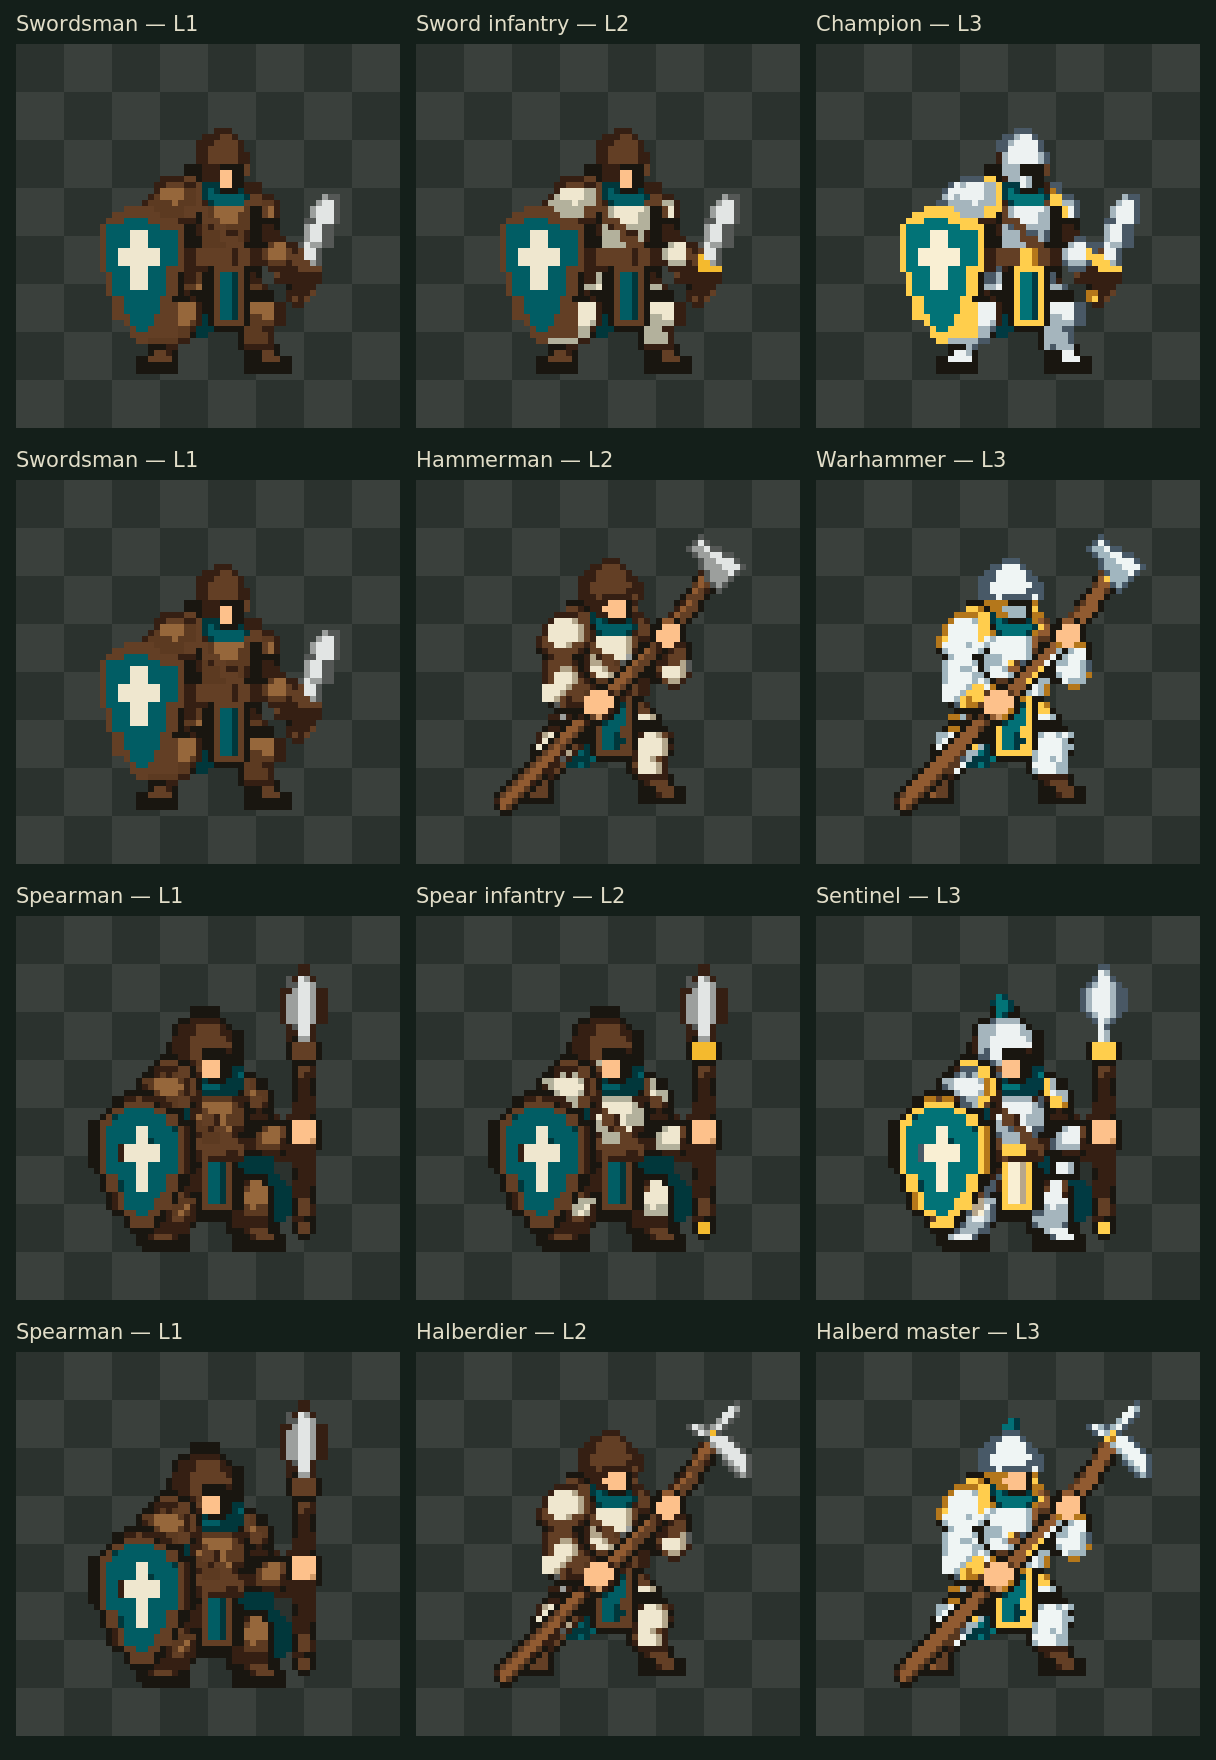 Swordsman — L1
Sword infantry — L2
Champion — L3
Swordsman — L1
Hammerman — L2
Warhammer — L3
Spearman — L1
Spear infantry — L2
Sentinel — L3
Spearman — L1
Halberdier — L2
Halberd master — L3